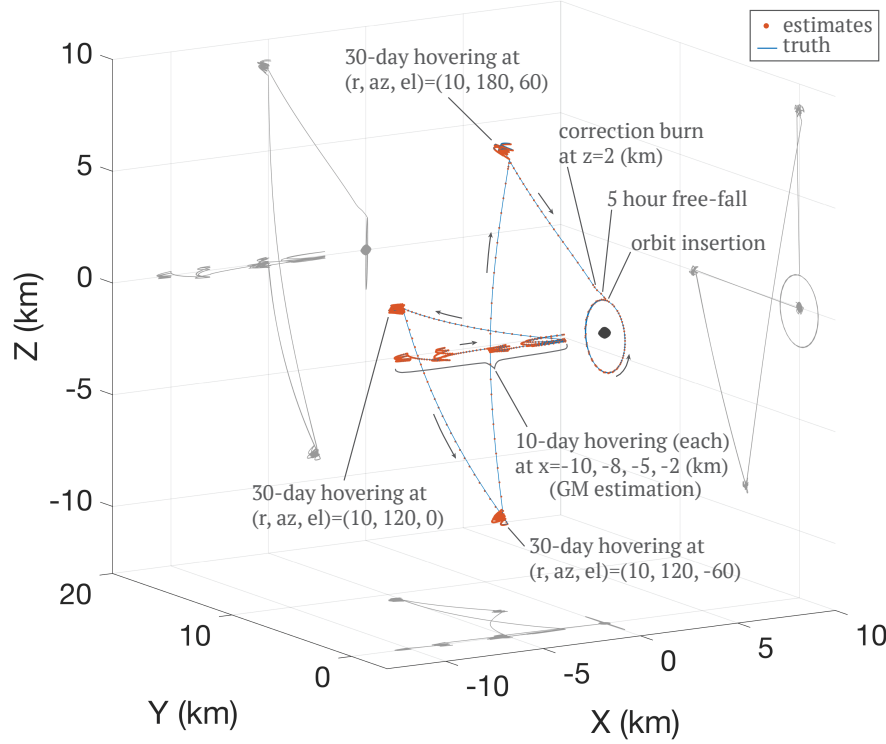 estimates
truth
30-day hovering at
(r, az, el)=(10, 180, 60)
correction burn
at z=2 (km)
5 hour free-fall
orbit insertion
10-day hovering (each)
at x=-10, -8, -5, -2 (km)
(GM estimation)
30-day hovering at
(r, az, el)=(10, 120, 0)
30-day hovering at
(r, az, el)=(10, 120, -60)
10
5
0
-5
-10
Z (km)
20
10
0
Y (km)
-10
-5
0
5
10
X (km)